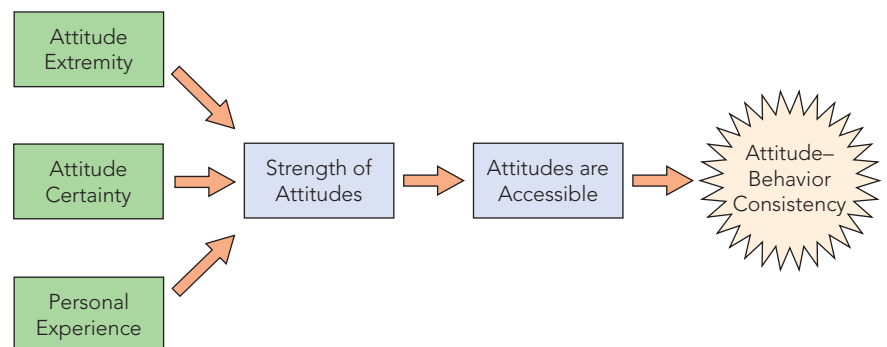 Attitude
Extremity
Attitude
Certainty
Personal
Experience
Strength of
Attitudes
Attitudes are
Accessible
Attitude–
Behavior
Consistency